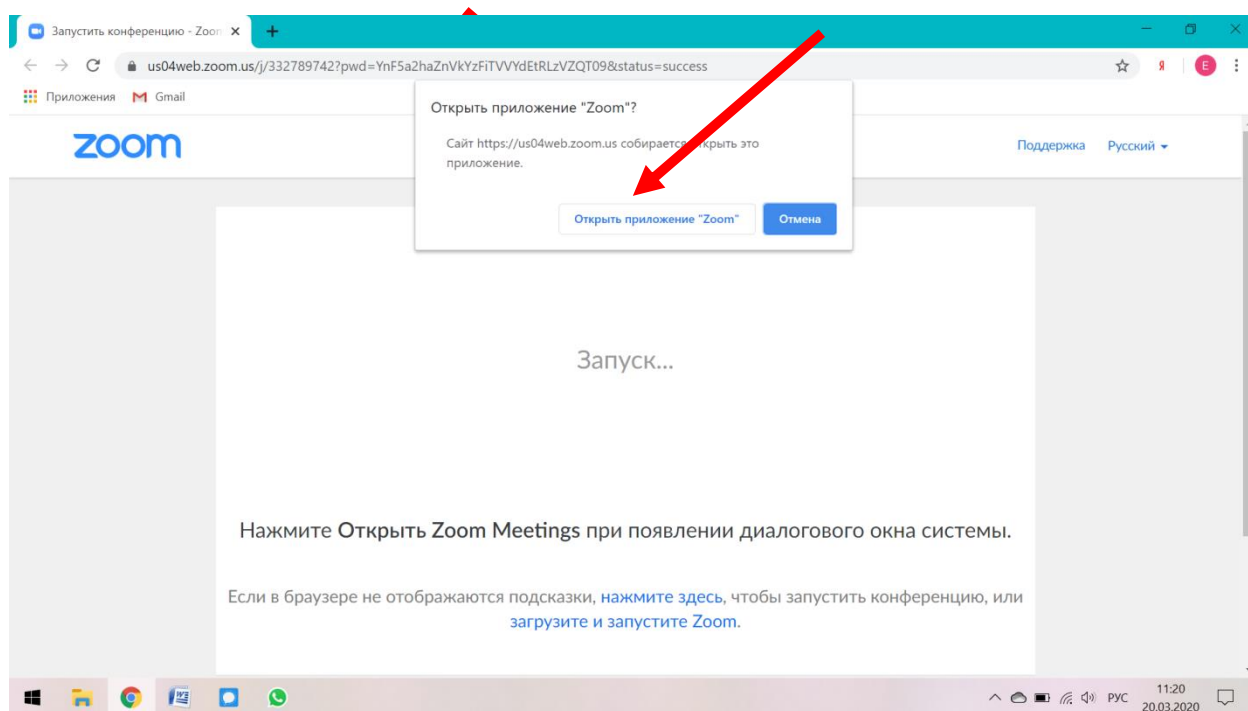 Запустить конференцию - Zoom
us04web.zoom.us/j/332789742?pwd=YnF5a2haZnVkYzFiTVVYdEtRLzVZQT09&status=success
Я
E
Приложения
Gmail
zoom
Поддержка
Русский
Открыть приложение "Zoom"?
Сайт https://us04web.zoom.us собирается открыть это
приложение.
Открыть приложение "Zoom"
Отмена
Запуск...
Нажмите Открыть Zoom Meetings при появлении диалогового окна системы.
Если в браузере не отображаются подсказки, нажмите здесь, чтобы запустить конференцию, или
загрузите и запустите Zoom.
РУС
11:20
20.03.2020